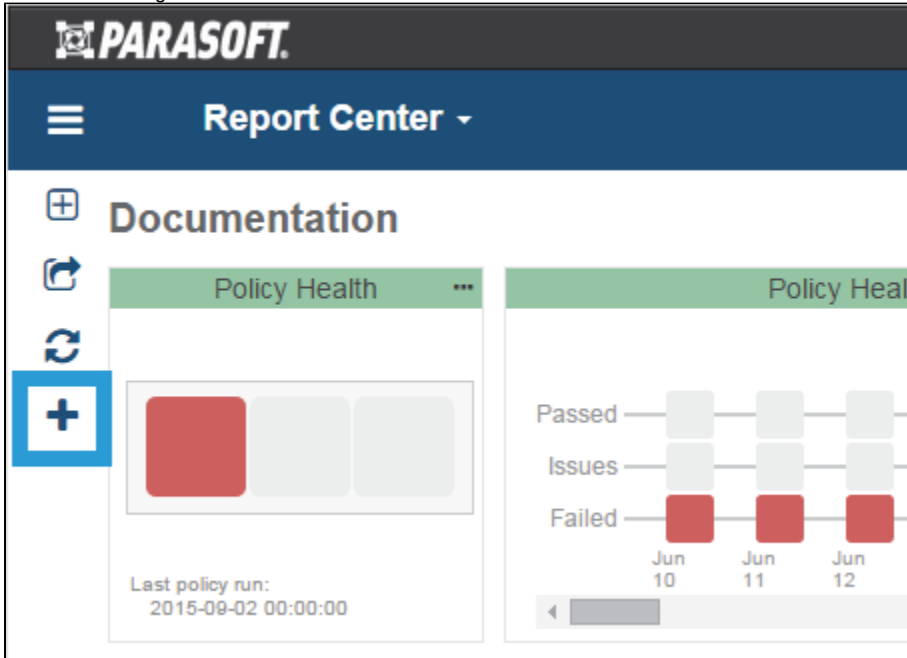 PARASOFT.
Report Center
Documentation
Policy Health
Last policy run:
2015-09-02 00:00:00
Policy Heal
Passed
Issues
Failed
Jun Jun Jun
10 11 12